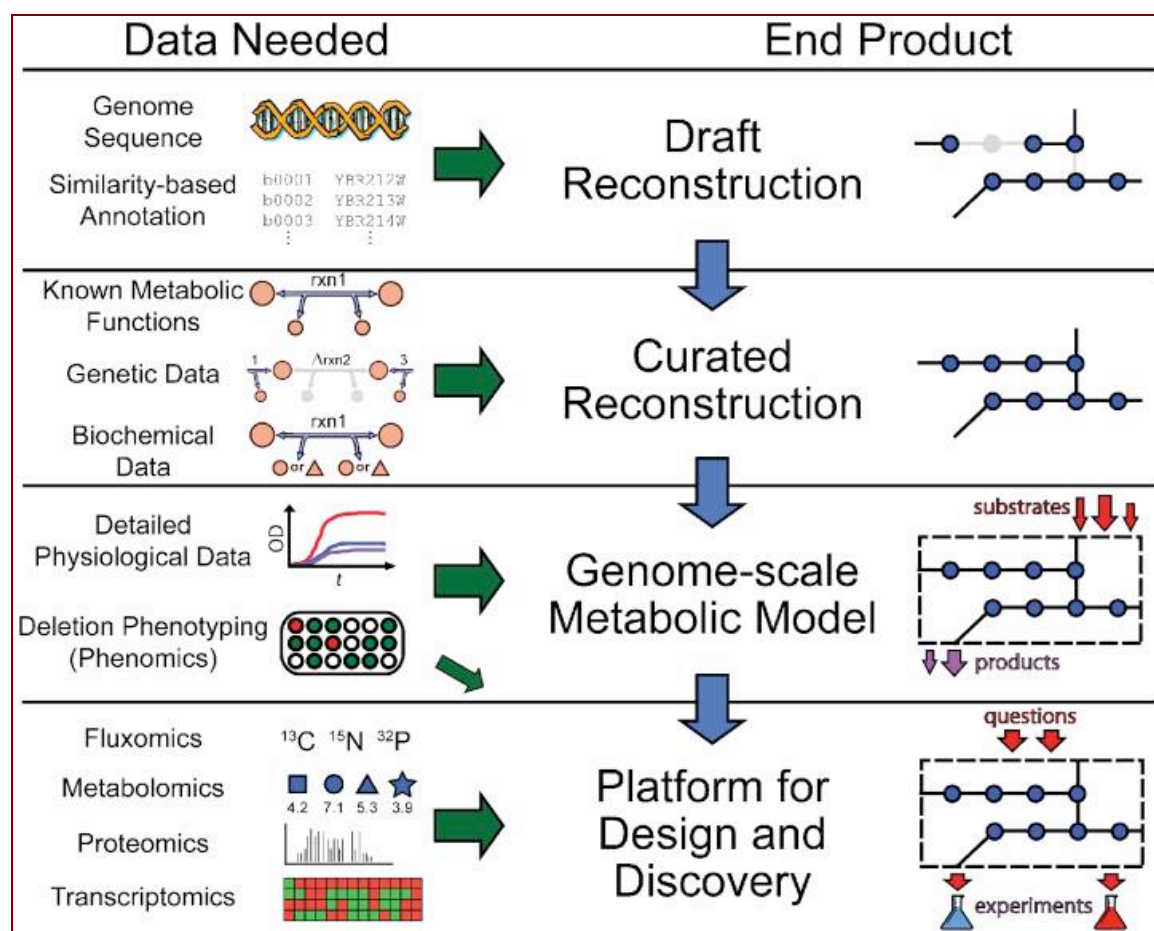 Data Needed
End Product
Genome
Sequence
Similarity-based
Annotation
b0001 YBR212W
b0002 YBR213W
b0003 YBR214W
⋮ ⋮
Draft
Reconstruction
Known Metabolic
Functions
rxn1
Genetic Data
1 Δrxn2 3
Biochemical
Data
rxn1
or or
Curated
Reconstruction
Detailed
Physiological Data
OD
t
Deletion Phenotyping
(Phenomics)
Genome-scale
Metabolic Model
substrates
products
Fluxomics
¹³C ¹⁵N ³²P
Metabolomics
4.2 7.1 5.3 3.9
Proteomics
Transcriptomics
Platform for
Design and
Discovery
questions
experiments